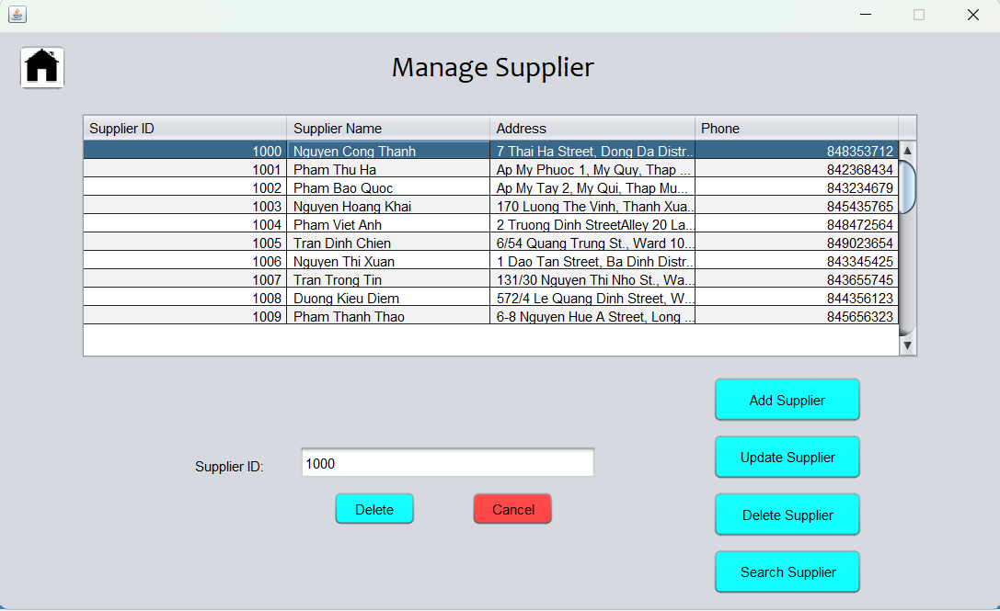 Manage Supplier
Supplier ID Supplier Name Address Phone
1000 Nguyen Cong Thanh 7 Thai Ha Street, Dong Da Distr... 848353712
1001 Pham Thu Ha Ap My Phuoc 1, My Quy, Thap ... 842368434
1002 Pham Bao Quoc Ap My Tay 2, My Qui, Thap Mu... 843234679
1003 Nguyen Hoang Khai 170 Luong The Vinh, Thanh Xua... 845435765
1004 Pham Viet Anh 2 Truong Dinh StreetAlley 20 La... 848472564
1005 Tran Dinh Chien 6/54 Quang Trung St., Ward 10... 849023654
1006 Nguyen Thi Xuan 1 Dao Tan Street, Ba Dinh Distr... 843345425
1007 Tran Trong Tin 131/30 Nguyen Thi Nho St., Wa... 843655745
1008 Duong Kieu Diem 572/4 Le Quang Dinh Street, W... 844356123
1009 Pham Thanh Thao 6-8 Nguyen Hue A Street, Long ... 845656323
Add Supplier
Supplier ID: 1000
Update Supplier
Delete Cancel
Delete Supplier
Search Supplier